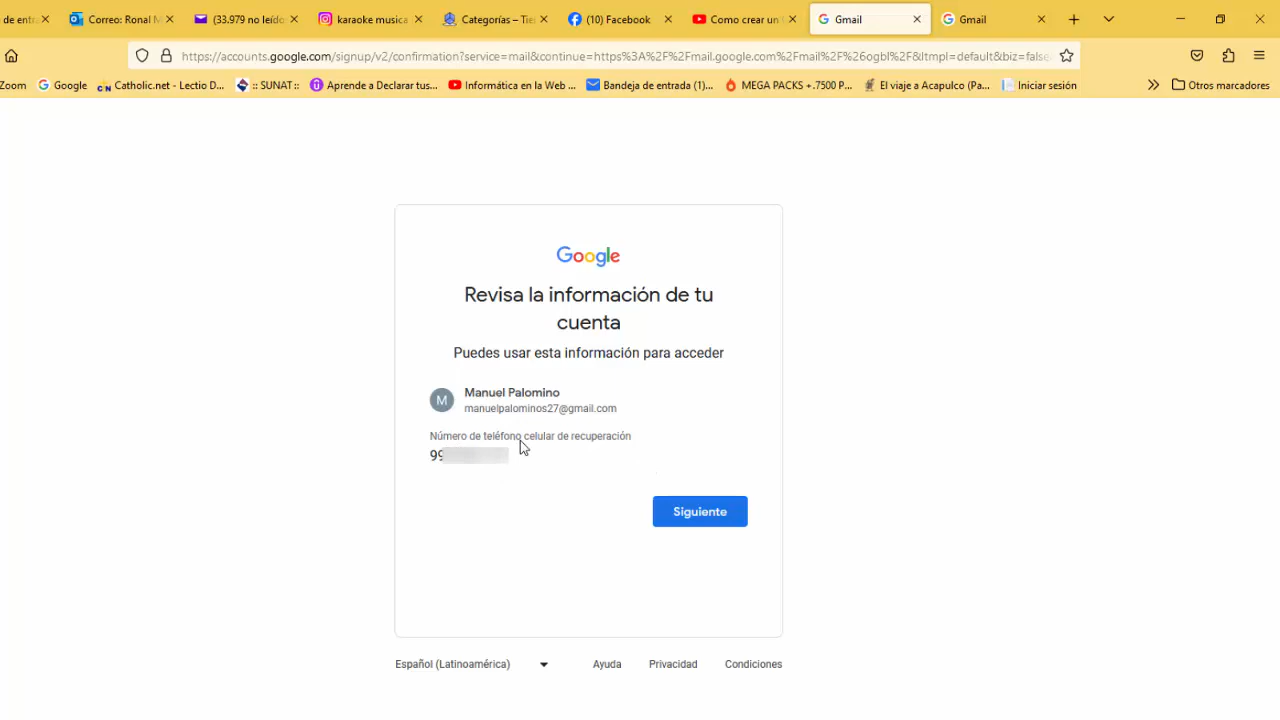 de entra
Correo: Ronal M
(33.979 no leído:
karaoke musica
Categorías – Tie
(10) Facebook
Como crear un
Gmail
Gmail
https://accounts.google.com/signup/v2/confirmation?service=mail&continue=https%3A%2F%2Fmail.google.com%2Fmail%2F%26ogbl%2F&ltmpl=default&biz=false
Zoom
Google
Catholic.net - Lectio D...
:: SUNAT ::
Aprende a Declarar tus...
Informática en la Web ...
Bandeja de entrada (1)...
MEGA PACKS +.7500 P...
El viaje a Acapulco (Pa...
Iniciar sesión
Otros marcadores
Google
Revisa la información de tu
cuenta
Puedes usar esta información para acceder
M
Manuel Palomino
manuelpalominos27@gmail.com
Número de teléfono celular de recuperación
99
Siguiente
Español (Latinoamérica)
Ayuda
Privacidad
Condiciones